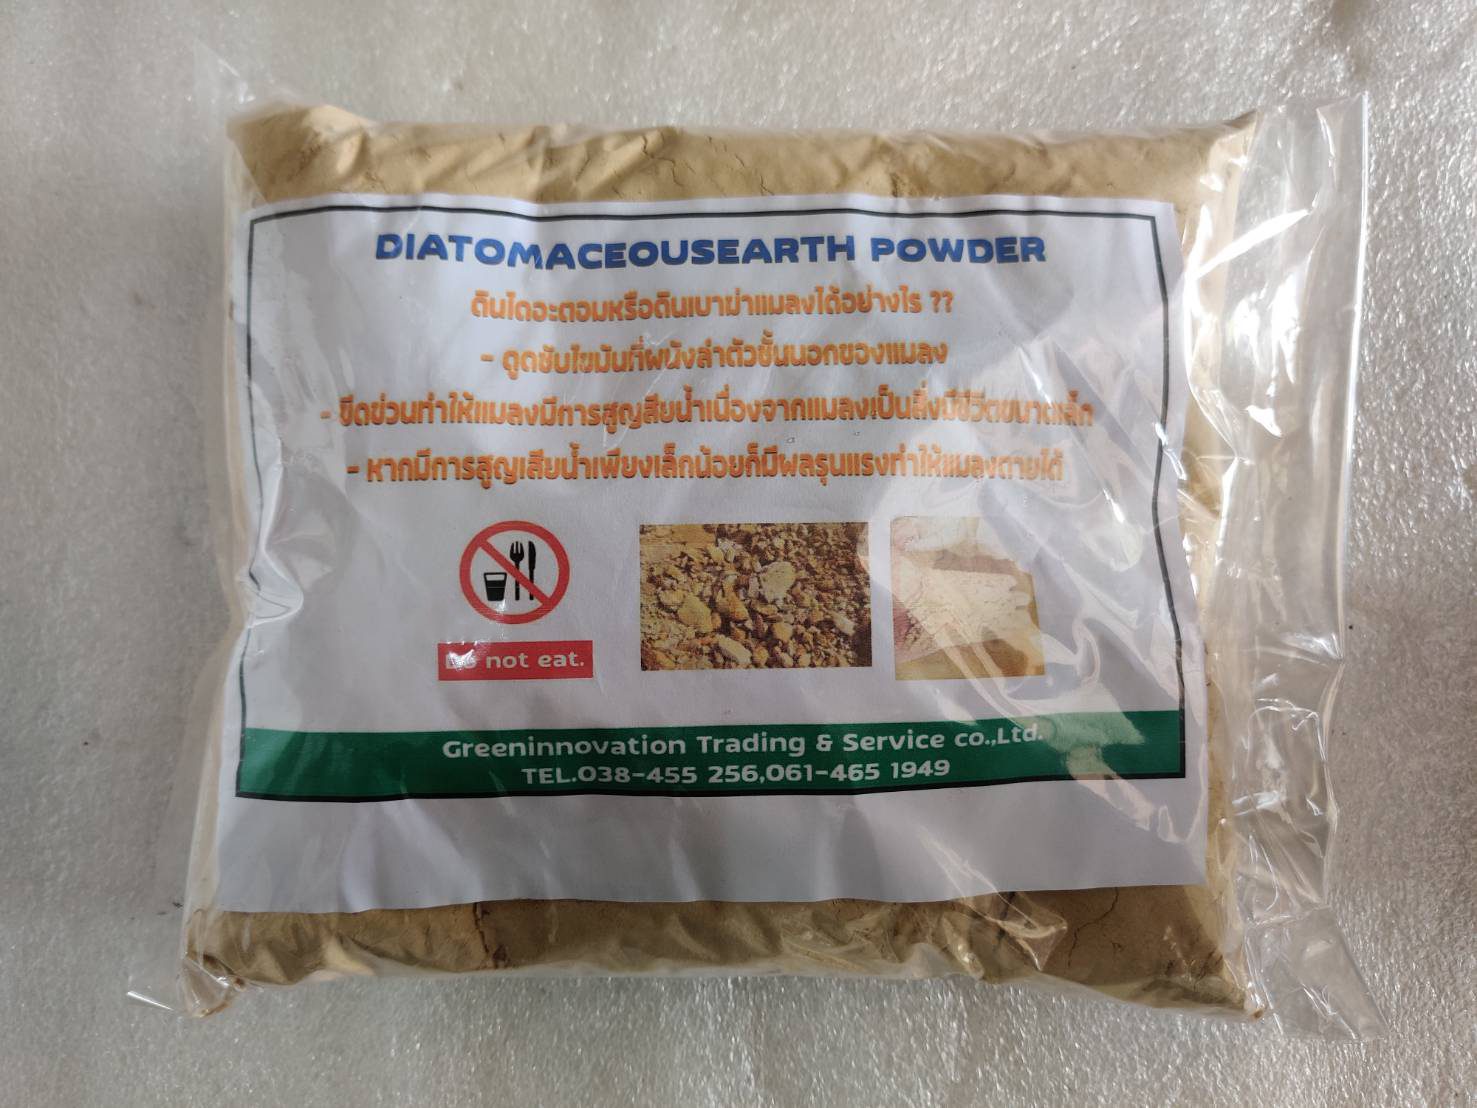 DIATOMACEOUSEARTH POWDER
ดินไดอะตอมหรือดินเบาฆ่าแมลงได้อย่างไร ??
- ดูดซับไขมันที่ผนังลำตัวชั้นนอกของแมลง
- ขีดข่วนทำให้แมลงมีการสูญเสียน้ำเนื่องจากแมลงเป็นสิ่งมีชีวิตขนาดเล็ก
- หากมีการสูญเสียน้ำเพียงเล็กน้อยก็มีผลรุนแรงทำให้แมลงตายได้
Do not eat.
Greeninnovation Trading & Service co.,Ltd.
TEL.038-455 256,061-465 1949